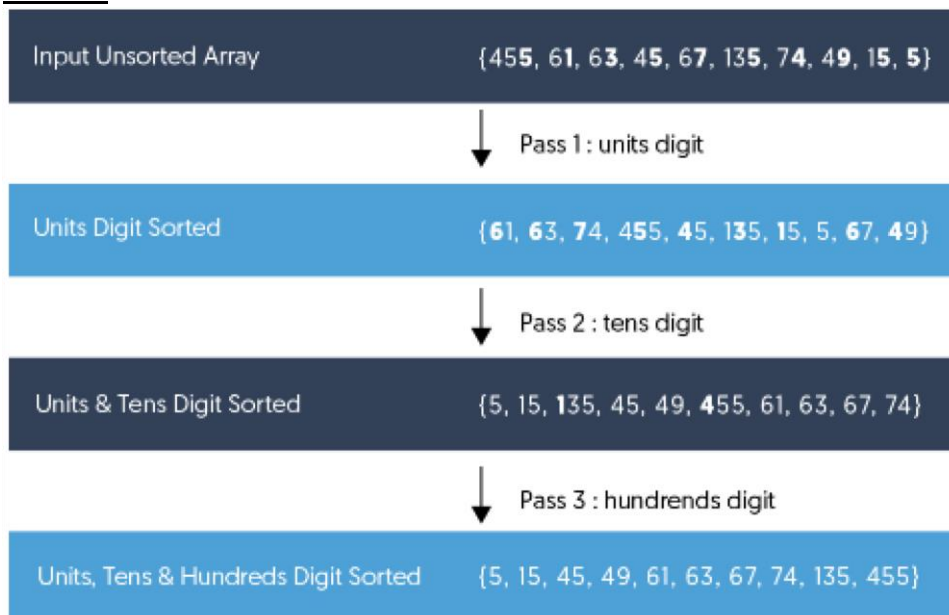 Input Unsorted Array {455, 61, 63, 45, 67, 135, 74, 49, 15, 5}
Pass 1 : units digit
Units Digit Sorted {61, 63, 74, 455, 45, 135, 15, 5, 67, 49}
Pass 2 : tens digit
Units & Tens Digit Sorted {5, 15, 135, 45, 49, 455, 61, 63, 67, 74}
Pass 3 : hundrends digit
Units, Tens & Hundreds Digit Sorted {5, 15, 45, 49, 61, 63, 67, 74, 135, 455}